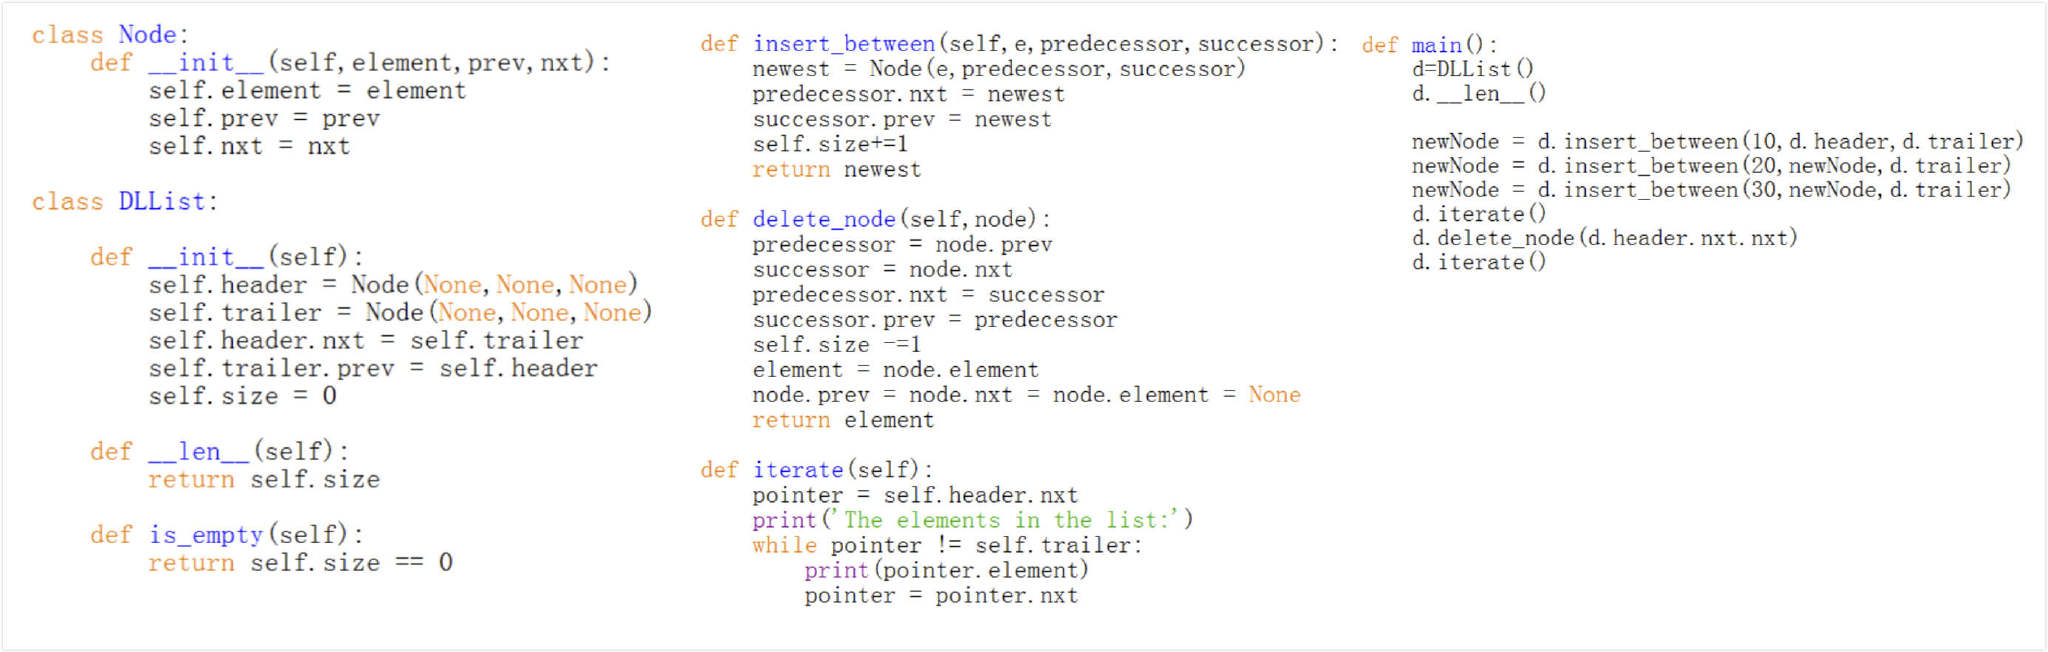 class Node:
    def __init__(self,element,prev,nxt):
        self.element = element
        self.prev = prev
        self.nxt = nxt

class DLList:

    def __init__(self):
        self.header = Node(None,None,None)
        self.trailer = Node(None,None,None)
        self.header.nxt = self.trailer
        self.trailer.prev = self.header
        self.size = 0

    def __len__(self):
        return self.size

    def is_empty(self):
        return self.size == 0

def insert_between(self,e,predecessor,successor):
    newest = Node(e,predecessor,successor)
    predecessor.nxt = newest
    successor.prev = newest
    self.size+=1
    return newest

def delete_node(self,node):
    predecessor = node.prev
    successor = node.nxt
    predecessor.nxt = successor
    successor.prev = predecessor
    self.size -=1
    element = node.element
    node.prev = node.nxt = node.element = None
    return element

def iterate(self):
    pointer = self.header.nxt
    print('The elements in the list:')
    while pointer != self.trailer:
        print(pointer.element)
        pointer = pointer.nxt

def main():
    d=DLList()
    d.__len__()

    newNode = d.insert_between(10,d.header,d.trailer)
    newNode = d.insert_between(20,newNode,d.trailer)
    newNode = d.insert_between(30,newNode,d.trailer)
    d.iterate()
    d.delete_node(d.header.nxt.nxt)
    d.iterate()